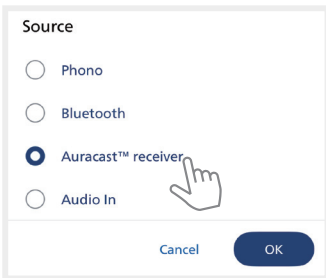 Source
Phono
Bluetooth
Auracast™ receiver
Audio In
Cancel OK